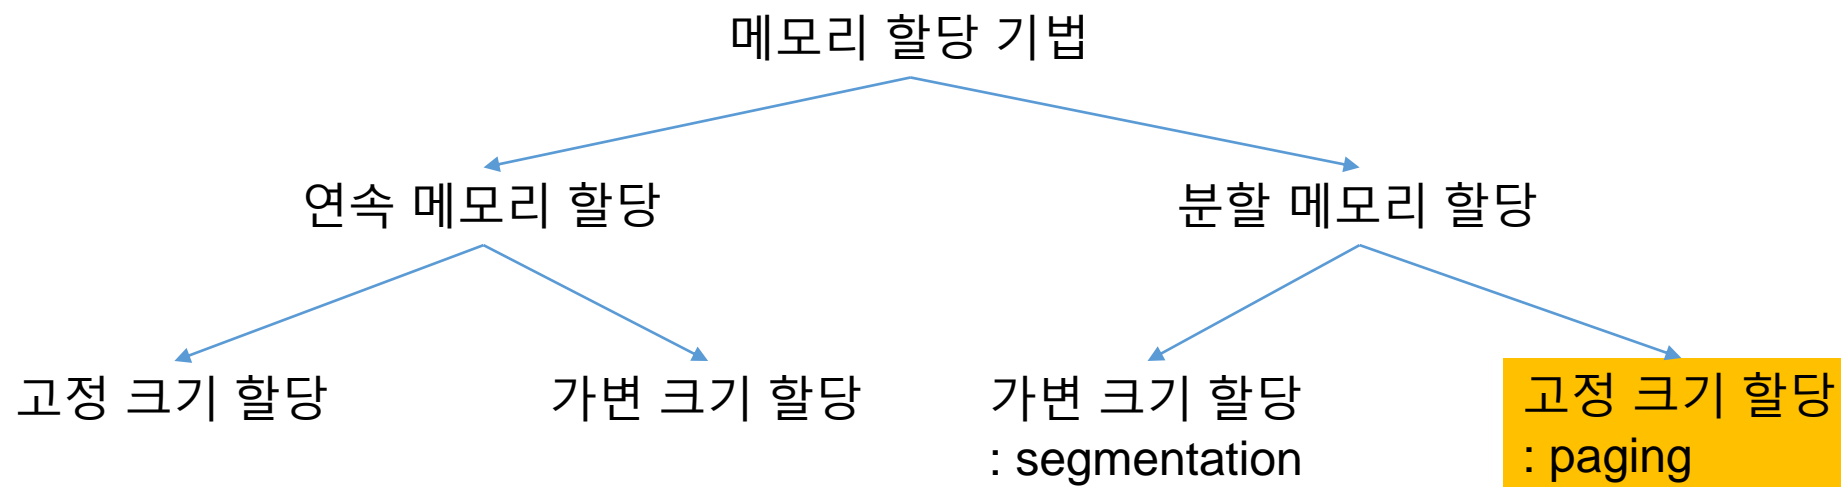 메모리 할당 기법
연속 메모리 할당
분할 메모리 할당
고정 크기 할당
가변 크기 할당
가변 크기 할당
: segmentation
고정 크기 할당
: paging